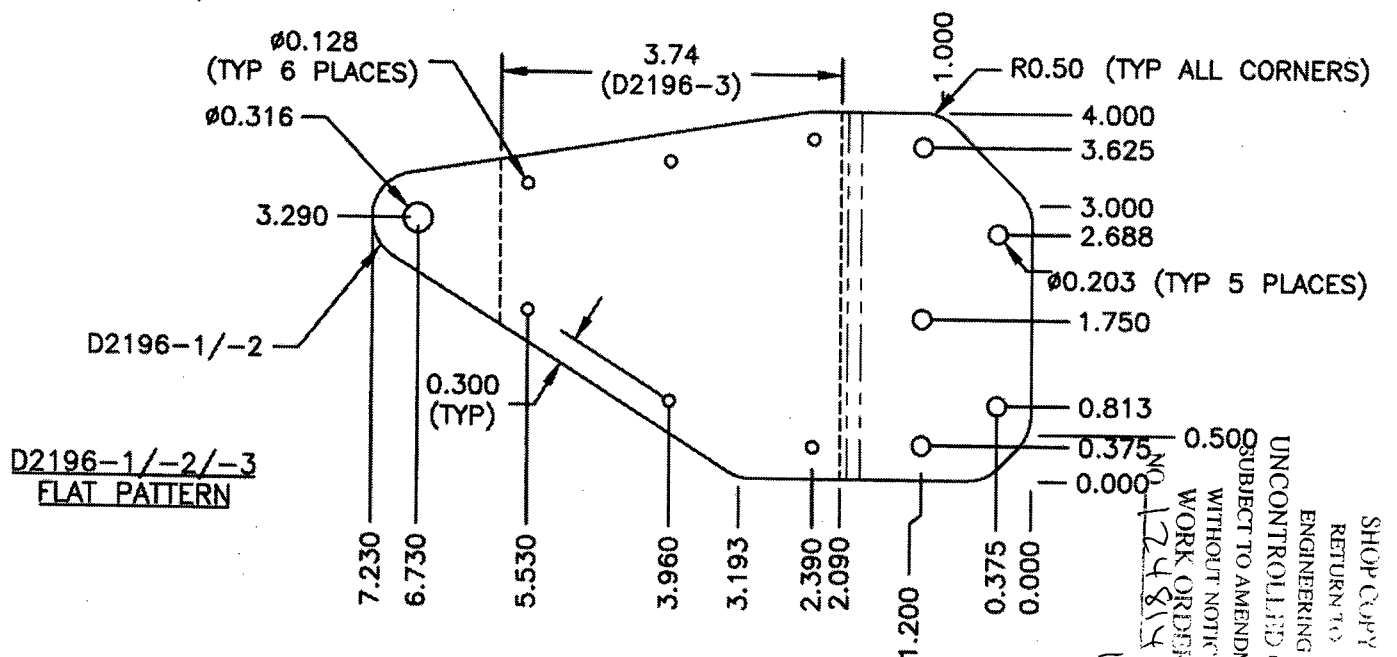 ø0.128
(TYP 6 PLACES)
ø0.316
3.74
(D2196-3)
1.000
R0.50 (TYP ALL CORNERS)
4.000
3.625
3.290
3.000
2.688
ø0.203 (TYP 5 PLACES)
D2196-1/-2
1.750
0.300
(TYP)
0.813
0.375
0.500
0.000
D2196-1/-2/-3
FLAT PATTERN
7.230
6.730
5.530
3.960
3.193
2.390
2.090
1.200
0.375
0.000
SHOP COPY
RETURN TO
ENGINEERING
UNCONTROLLED
SUBJECT TO AMENDM
WITHOUT NOTIC
WORK ORDER
NO 124814